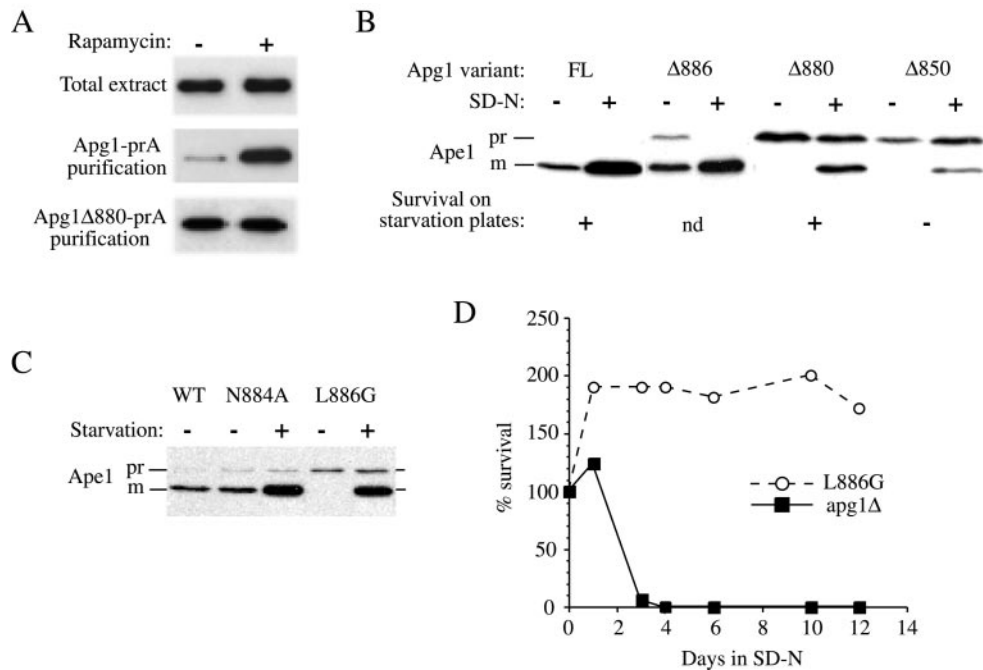 A
Rapamycin: - +
Total extract
Apg1-prA
purification
Apg1Δ880-prA
purification
B
Apg1 variant: FL Δ886 Δ880 Δ850
SD-N: - + - + - + - +
Ape1 pr
m
Survival on
starvation plates: + nd + -
C
WT N884A L886G
Starvation: - - + - +
Ape1 pr
m
D
250
200
150
100
50
0
% survival
0 2 4 6 8 10 12 14
Days in SD-N
L886G
apg1Δ